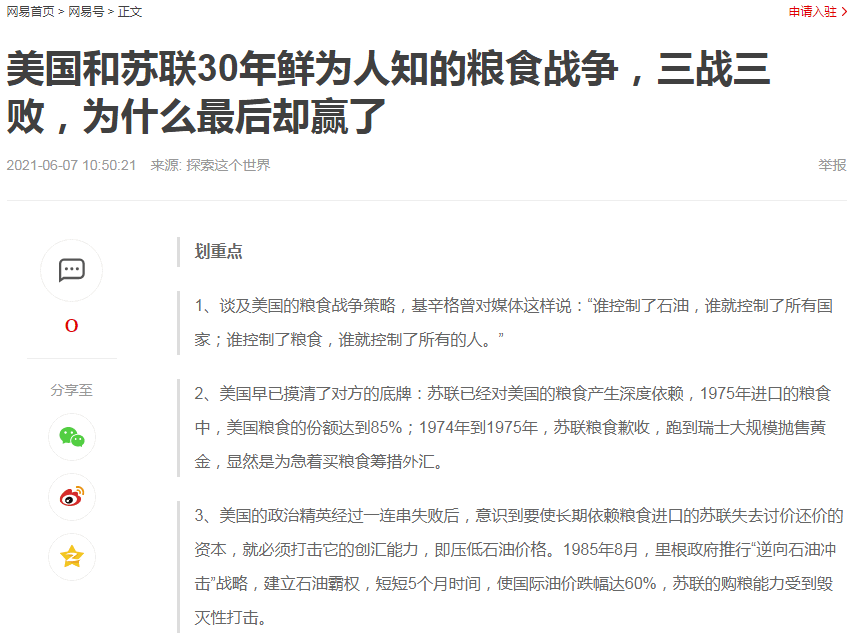 网易首页 > 网易号 > 正文
申请入驻 >
美国和苏联30年鲜为人知的粮食战争，三战三
败，为什么最后却赢了
2021-06-07 10:50:21 来源: 探索这个世界
举报
划重点
1、谈及美国的粮食战争策略，基辛格曾对媒体这样说：“谁控制了石油，谁就控制了所有国
家；谁控制了粮食，谁就控制了所有的人。”
0
分享至
2、美国早已摸清了对方的底牌：苏联已经对美国的粮食产生深度依赖，1975年进口的粮食
中，美国粮食的份额达到85%；1974年到1975年，苏联粮食歉收，跑到瑞士大规模抛售黄
金，显然是为急着买粮食筹措外汇。
3、美国的政治精英经过一连串失败后，意识到要使长期依赖粮食进口的苏联失去讨价还价的
资本，就必须打击它的创汇能力，即压低石油价格。1985年8月，里根政府推行“逆向石油冲
击”战略，建立石油霸权，短短5个月时间，使国际油价跌幅达60%，苏联的购粮能力受到毁
灭性打击。